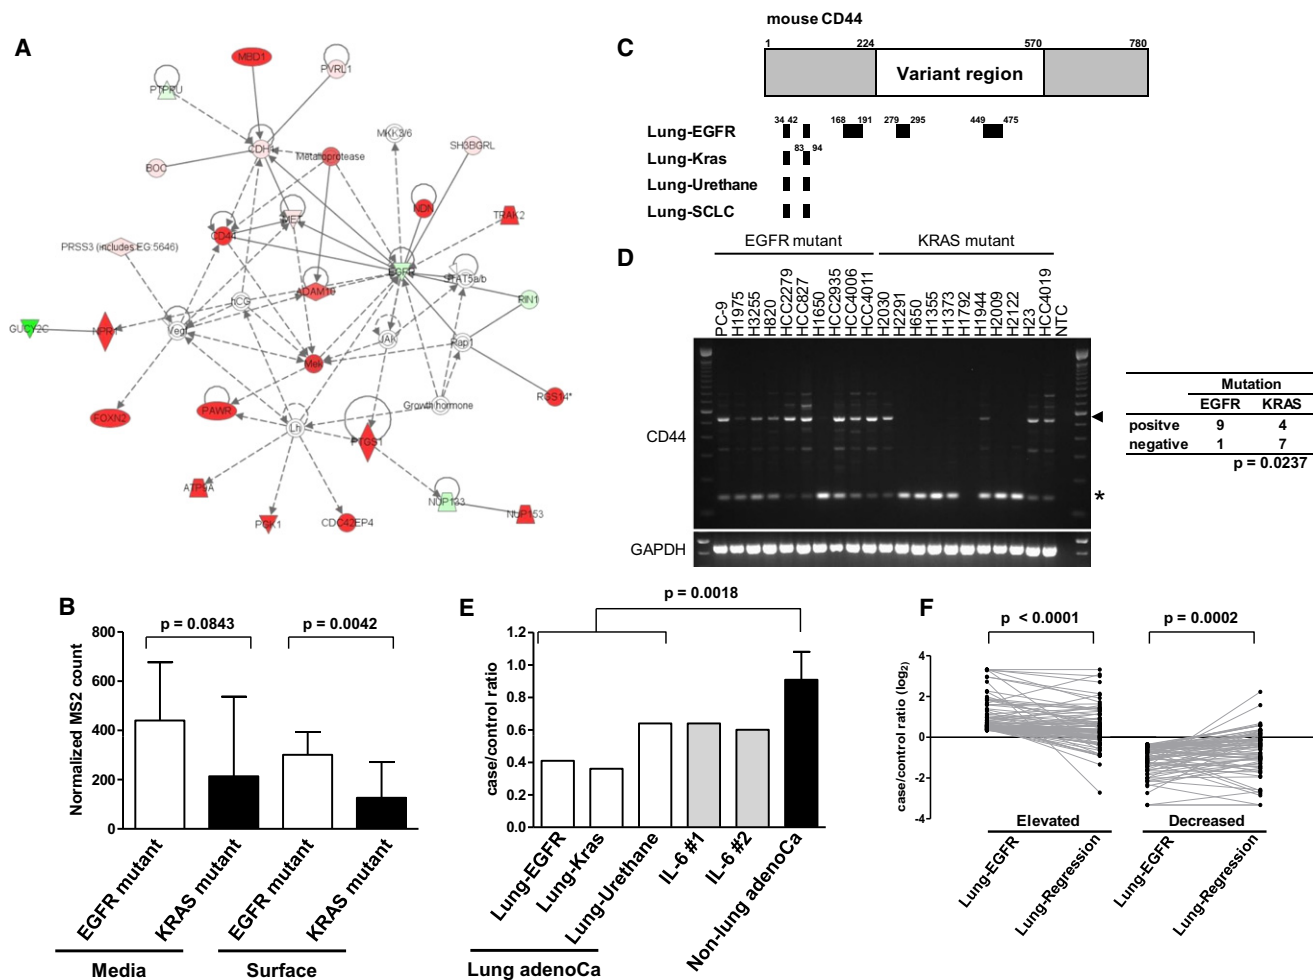 A
MBD1
PTPRU
PVRL1
MKK3/6
CDH1
Metalloprotease
SH3BGRL
BOC
NDN
TRAK2
CD44
MET
PRSS3 (includes EG:5646)
EGFR
STAT5a/b
hCG
ADAM10
RIN1
GUCY2C
NPR1
Vegf
JAK
Rap1
Mek
RGS14*
FOXN2
PAWR
Growth hormone
Lh
PTGS1
ATP9A
NUP133
PGK1
CDC42EP4
NUP153
B
p = 0.0843
p = 0.0042
Normalized MS2 count
800
600
400
200
0
EGFR mutant
KRAS mutant
EGFR mutant
KRAS mutant
Media
Surface
C
mouse CD44
1
224
570
780
Variant region
Lung-EGFR
34 42
168 191
279 295
449 475
Lung-Kras
83 94
Lung-Urethane
Lung-SCLC
D
EGFR mutant
KRAS mutant
PC-9
H1975
H3255
H820
HCC2279
HCC827
H1650
HCC2935
HCC4006
HCC4011
H2030
H2291
H650
H1355
H1373
H1792
H1944
H2009
H2122
H23
HCC4019
NTC
CD44
*
GAPDH
Mutation
EGFR KRAS
positve 9 4
negative 1 7
p = 0.0237
E
p = 0.0018
case/control ratio
1.2
1.0
0.8
0.6
0.4
0.2
0.0
Lung-EGFR
Lung-Kras
Lung-Urethane
IL-6 #1
IL-6 #2
Non-lung adenoCa
Lung adenoCa
F
p < 0.0001
p = 0.0002
case/control ratio (log2)
4
2
0
-2
-4
Elevated
Decreased
Lung-EGFR
Lung-Regression
Lung-EGFR
Lung-Regression